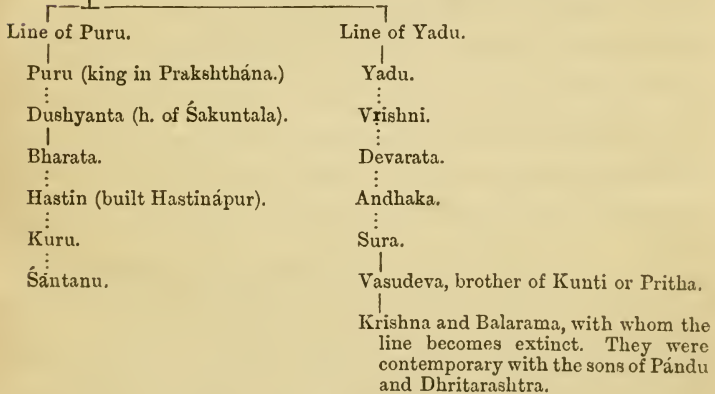 Line of Puru.
Puru (king in Prakshthána.)
Dushyanta (h. of Śakuntala).
Bharata.
Hastin (built Hastinápur).
Kuru.
Śántanu.
Line of Yadu.
Yadu.
Vṛishni.
Devarata.
Andhaka.
Sura.
Vasudeva, brother of Kunti or Pritha.
Krishna and Balarama, with whom the
line becomes extinct. They were
contemporary with the sons of Pándu
and Dhritarashtra.